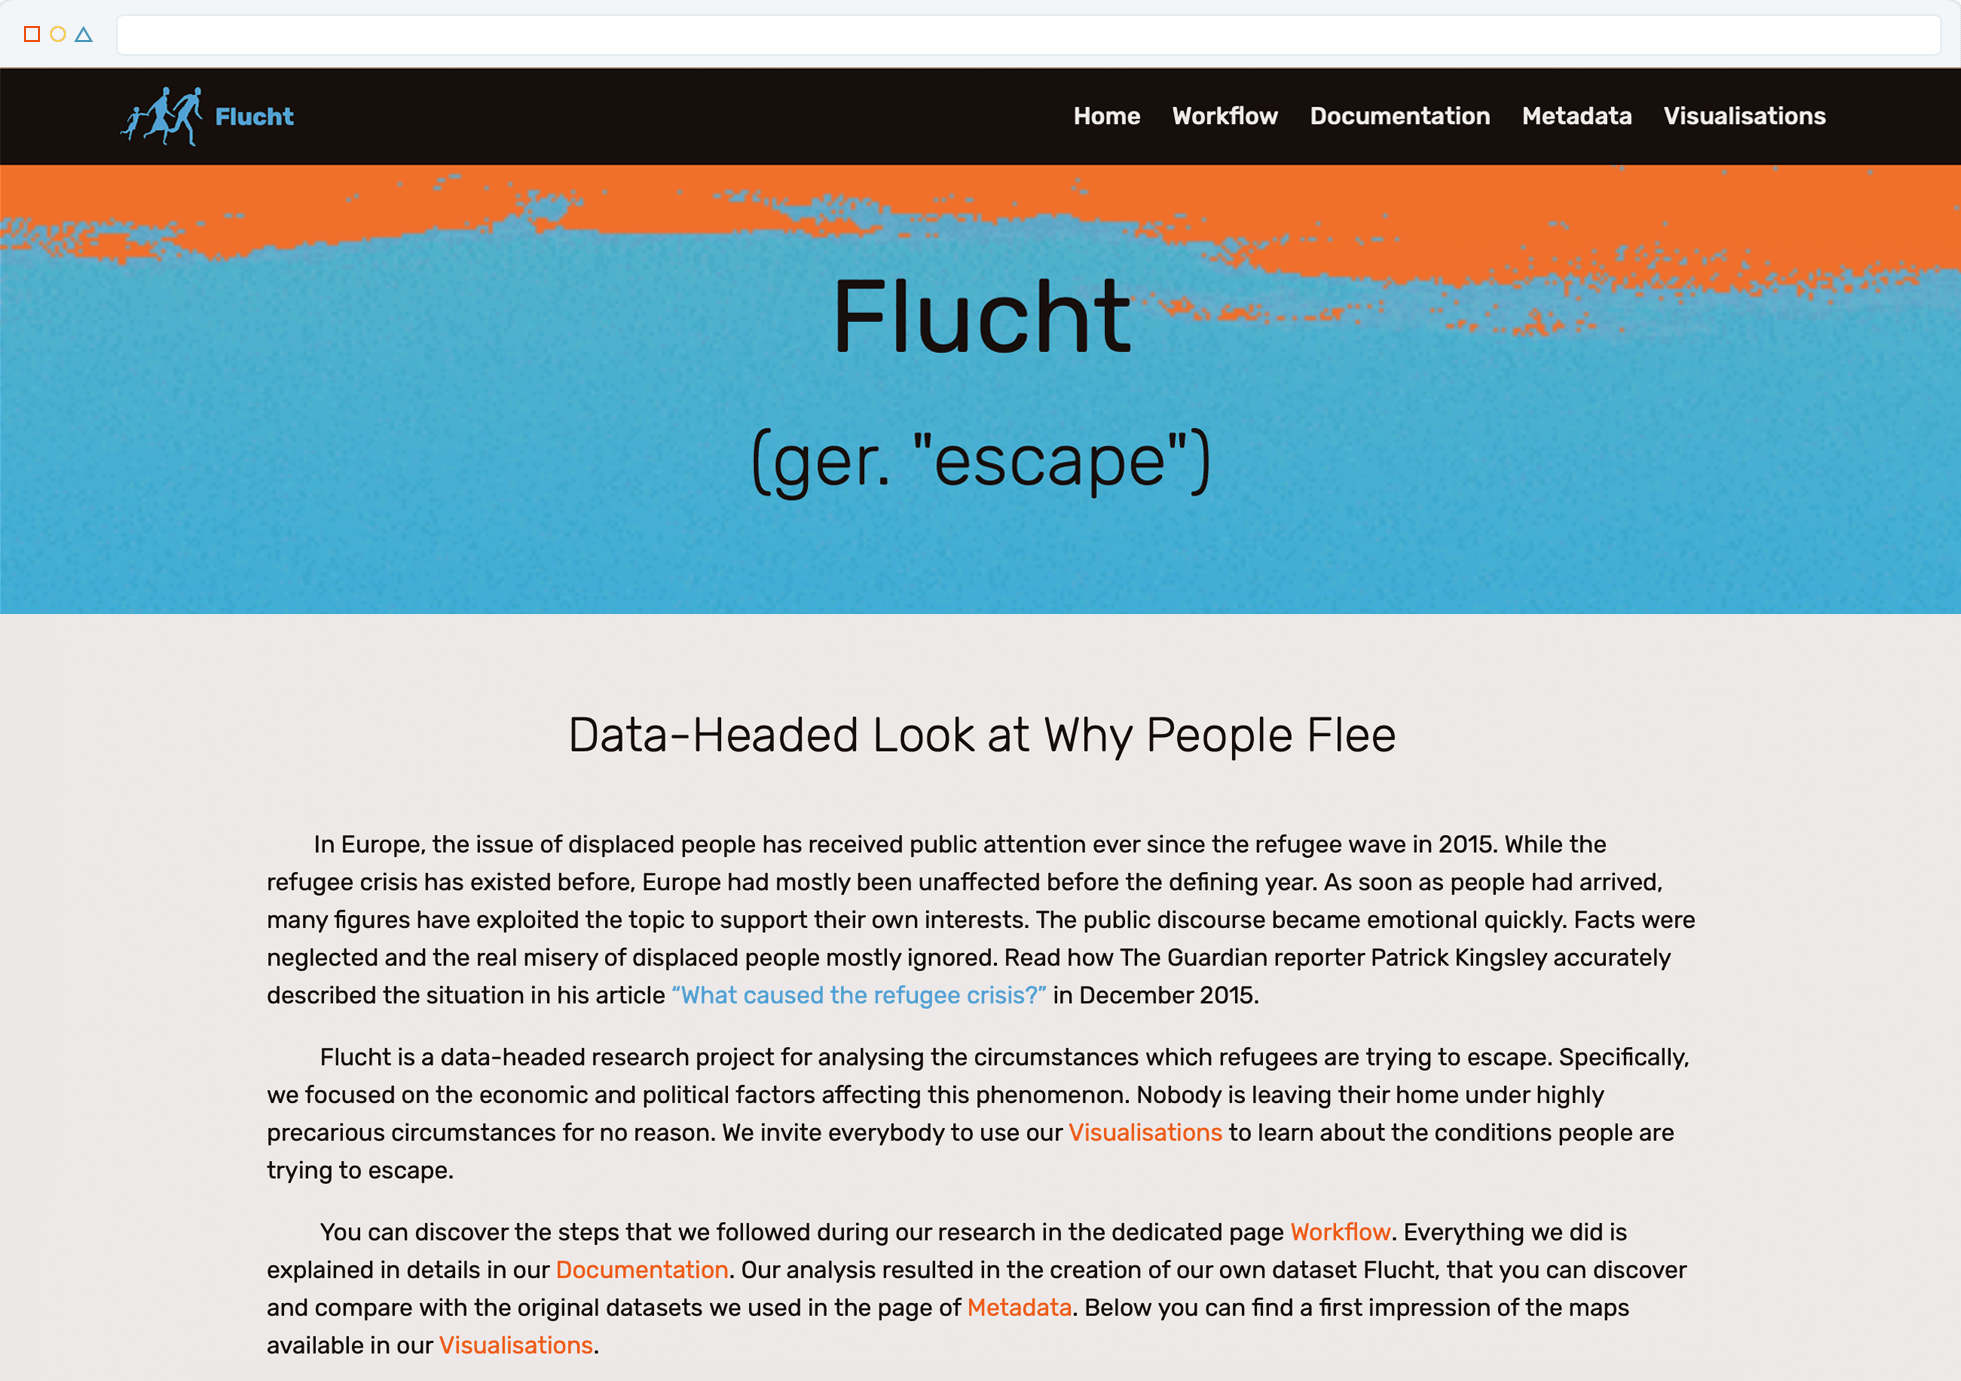 Flucht
Home Workflow Documentation Metadata Visualisations
Flucht
(ger. "escape")
Data-Headed Look at Why People Flee
In Europe, the issue of displaced people has received public attention ever since the refugee wave in 2015. While the
refugee crisis has existed before, Europe had mostly been unaffected before the defining year. As soon as people had arrived,
many figures have exploited the topic to support their own interests. The public discourse became emotional quickly. Facts were
neglected and the real misery of displaced people mostly ignored. Read how The Guardian reporter Patrick Kingsley accurately
described the situation in his article “What caused the refugee crisis?” in December 2015.
Flucht is a data-headed research project for analysing the circumstances which refugees are trying to escape. Specifically,
we focused on the economic and political factors affecting this phenomenon. Nobody is leaving their home under highly
precarious circumstances for no reason. We invite everybody to use our Visualisations to learn about the conditions people are
trying to escape.
You can discover the steps that we followed during our research in the dedicated page Workflow. Everything we did is
explained in details in our Documentation. Our analysis resulted in the creation of our own dataset Flucht, that you can discover
and compare with the original datasets we used in the page of Metadata. Below you can find a first impression of the maps
available in our Visualisations.